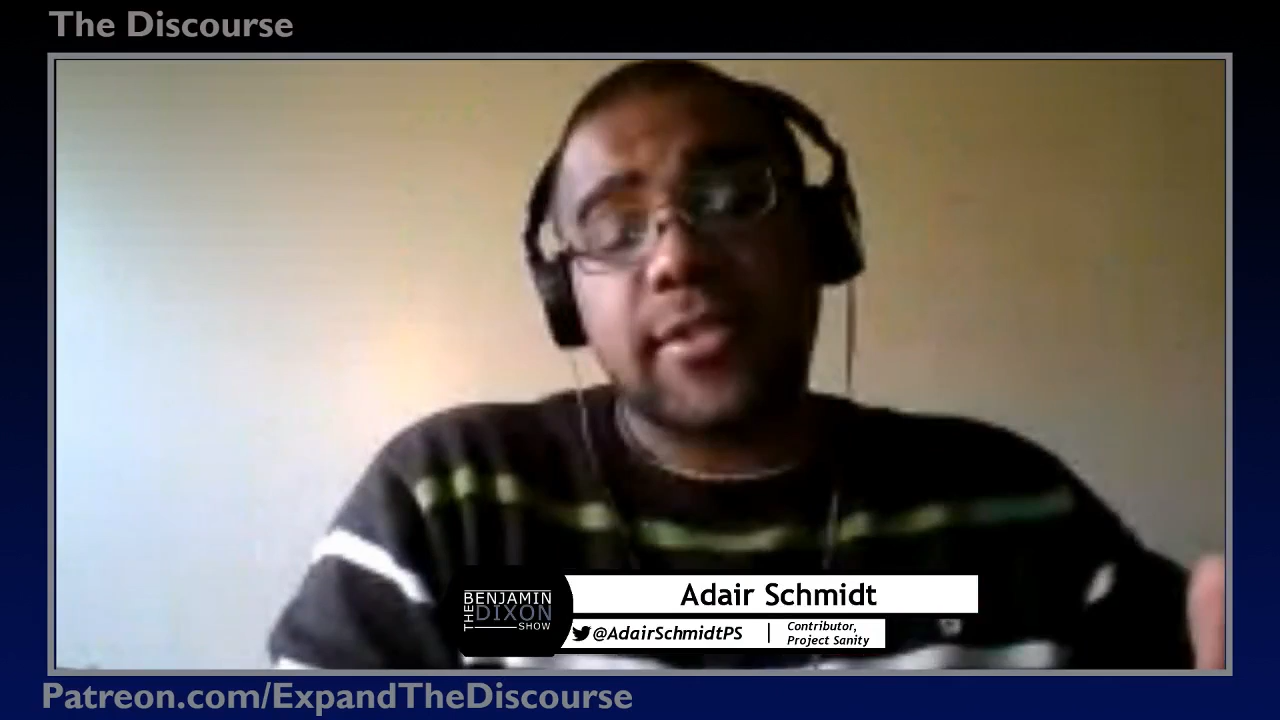 The Discourse
BENJAMIN
THE DIXON
SHOW
Adair Schmidt
@AdairSchmidtPS | Contributor,
Project Sanity
Patreon.com/ExpandTheDiscourse